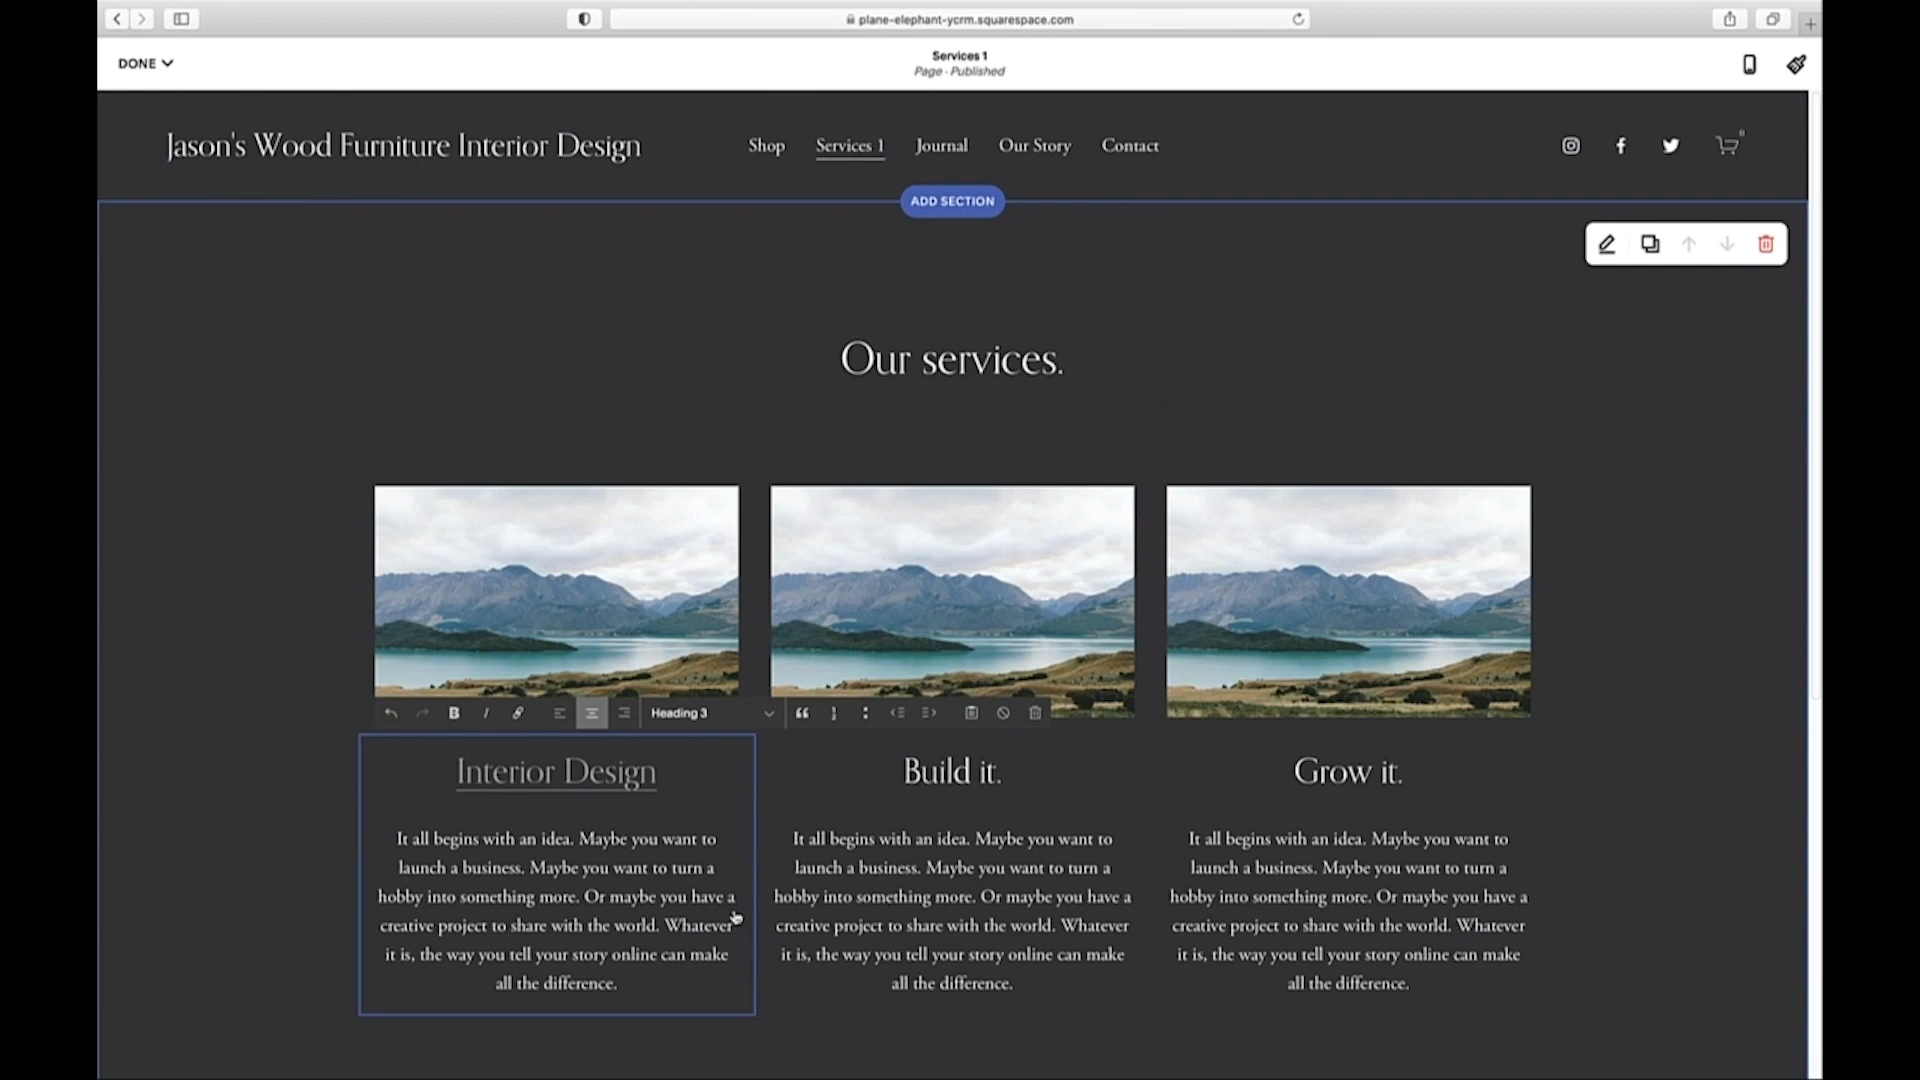 plane-elephant-ycrm.squarespace.com
DONE
Services 1
Page · Published
Jason's Wood Furniture Interior Design
Shop
Services 1
Journal
Our Story
Contact
0
ADD SECTION
Our services.
B
I
Heading 3
Interior Design
It all begins with an idea. Maybe you want to
launch a business. Maybe you want to turn a
hobby into something more. Or maybe you have a
creative project to share with the world. Whatever
it is, the way you tell your story online can make
all the difference.
Build it.
It all begins with an idea. Maybe you want to
launch a business. Maybe you want to turn a
hobby into something more. Or maybe you have a
creative project to share with the world. Whatever
it is, the way you tell your story online can make
all the difference.
Grow it.
It all begins with an idea. Maybe you want to
launch a business. Maybe you want to turn a
hobby into something more. Or maybe you have a
creative project to share with the world. Whatever
it is, the way you tell your story online can make
all the difference.